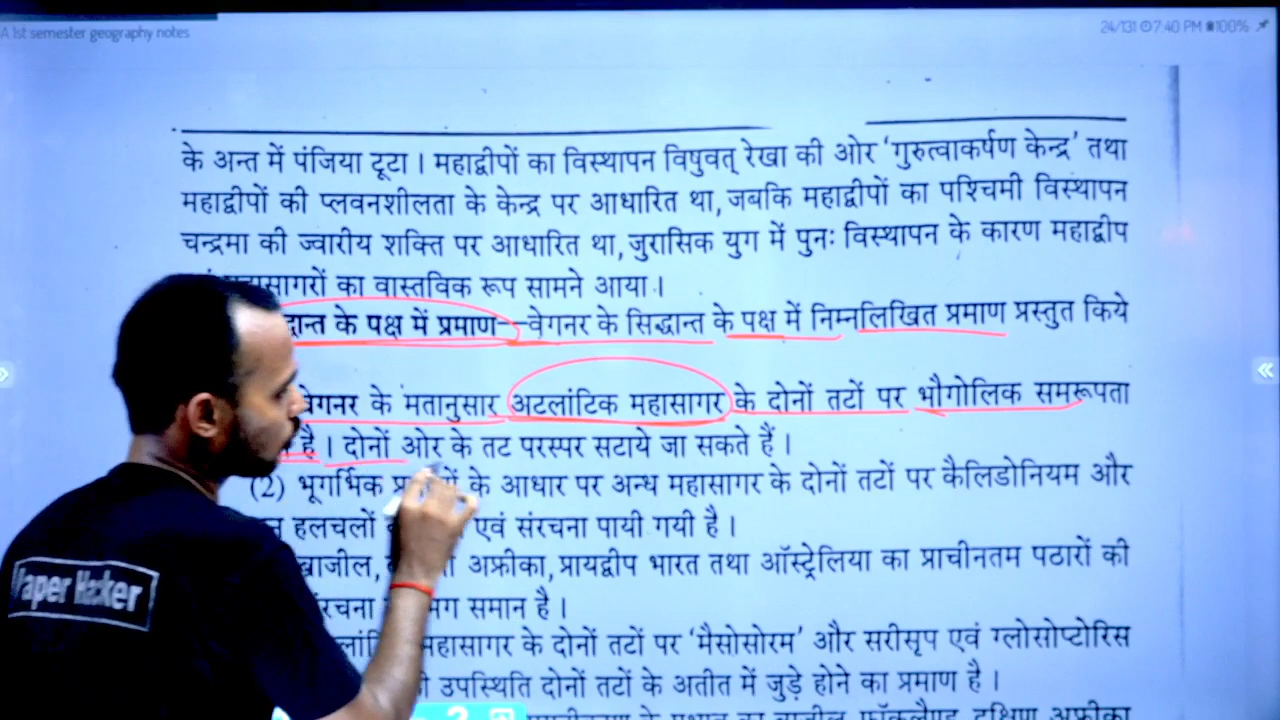 A 1st semester geography notes
24/131 7:40 PM 100%
के अन्त में पंजिया टूटा । महाद्वीपों का विस्थापन विषुवत् रेखा की ओर ‘गुरुत्वाकर्षण केन्द्र’ तथा
महाद्वीपों की प्लवनशीलता के केन्द्र पर आधारित था, जबकि महाद्वीपों का पश्चिमी विस्थापन
चन्द्रमा की ज्वारीय शक्ति पर आधारित था, जुरासिक युग में पुनः विस्थापन के कारण महाद्वीप
का वास्तविक रूप सामने आया ।
के पक्ष में प्रमाण—वेगनर के सिद्धान्त के पक्ष में निम्नलिखित प्रमाण प्रस्तुत किये
वेगनर के मतानुसार अटलांटिक महासागर के दोनों तटों पर भौगोलिक समरूपता
है । दोनों ओर के तट परस्पर सटाये जा सकते हैं ।
(2) भूगर्भिक के आधार पर अन्ध महासागर के दोनों तटों पर कैलिडोनियम और
हलचलों एवं संरचना पायी गयी है ।
अफ्रीका, प्रायद्वीप भारत तथा ऑस्ट्रेलिया का प्राचीनतम पठारों की
समान है ।
महासागर के दोनों तटों पर ‘मैसोसोरम’ और सरीसृप एवं ग्लोसोप्टोरिस
उपस्थिति दोनों तटों के अतीत में जुड़े होने का प्रमाण है ।
Paper Hacker